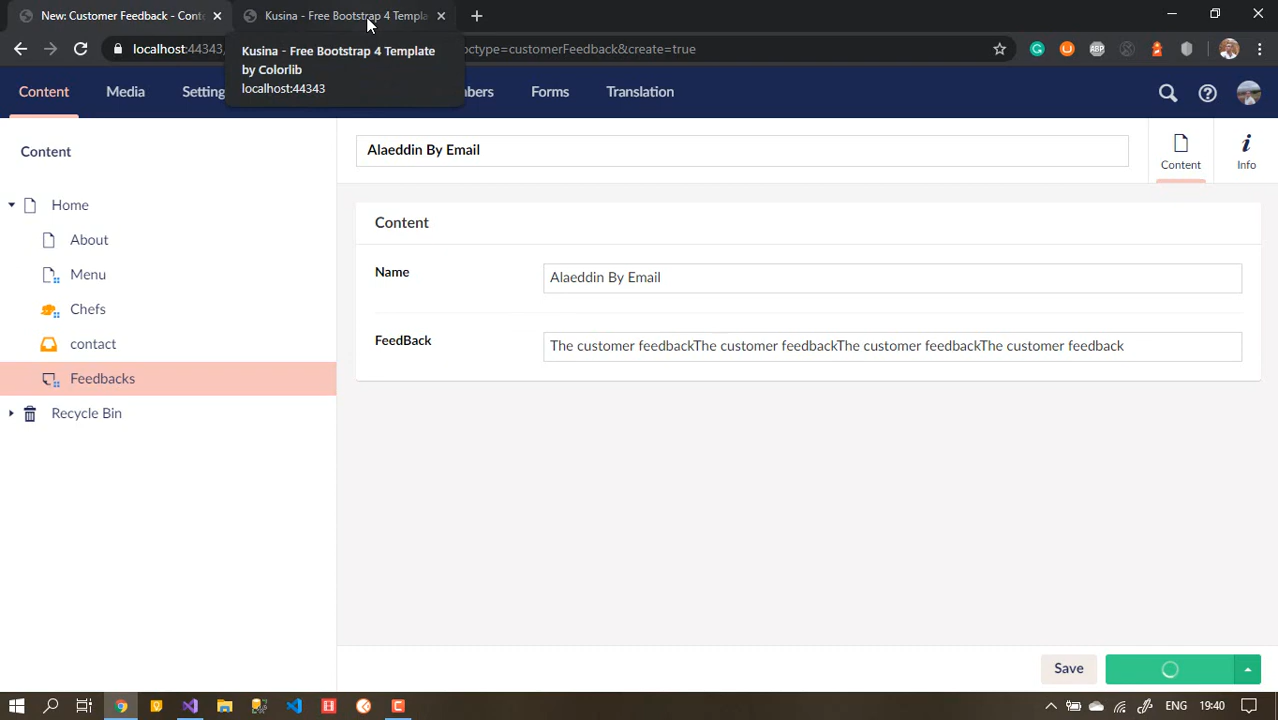 New: Customer Feedback - Conte
Kusina - Free Bootstrap 4 Templa
localhost:44343
octype=customerFeedback&create=true
Kusina - Free Bootstrap 4 Template
by Colorlib
localhost:44343
Content
Media
Setting
mbers
Forms
Translation
Content
Alaeddin By Email
Content
Info
Home
About
Menu
Chefs
contact
Feedbacks
Recycle Bin
Content
Name
Alaeddin By Email
FeedBack
The customer feedbackThe customer feedbackThe customer feedbackThe customer feedback
Save
ABP
ENG
19:40